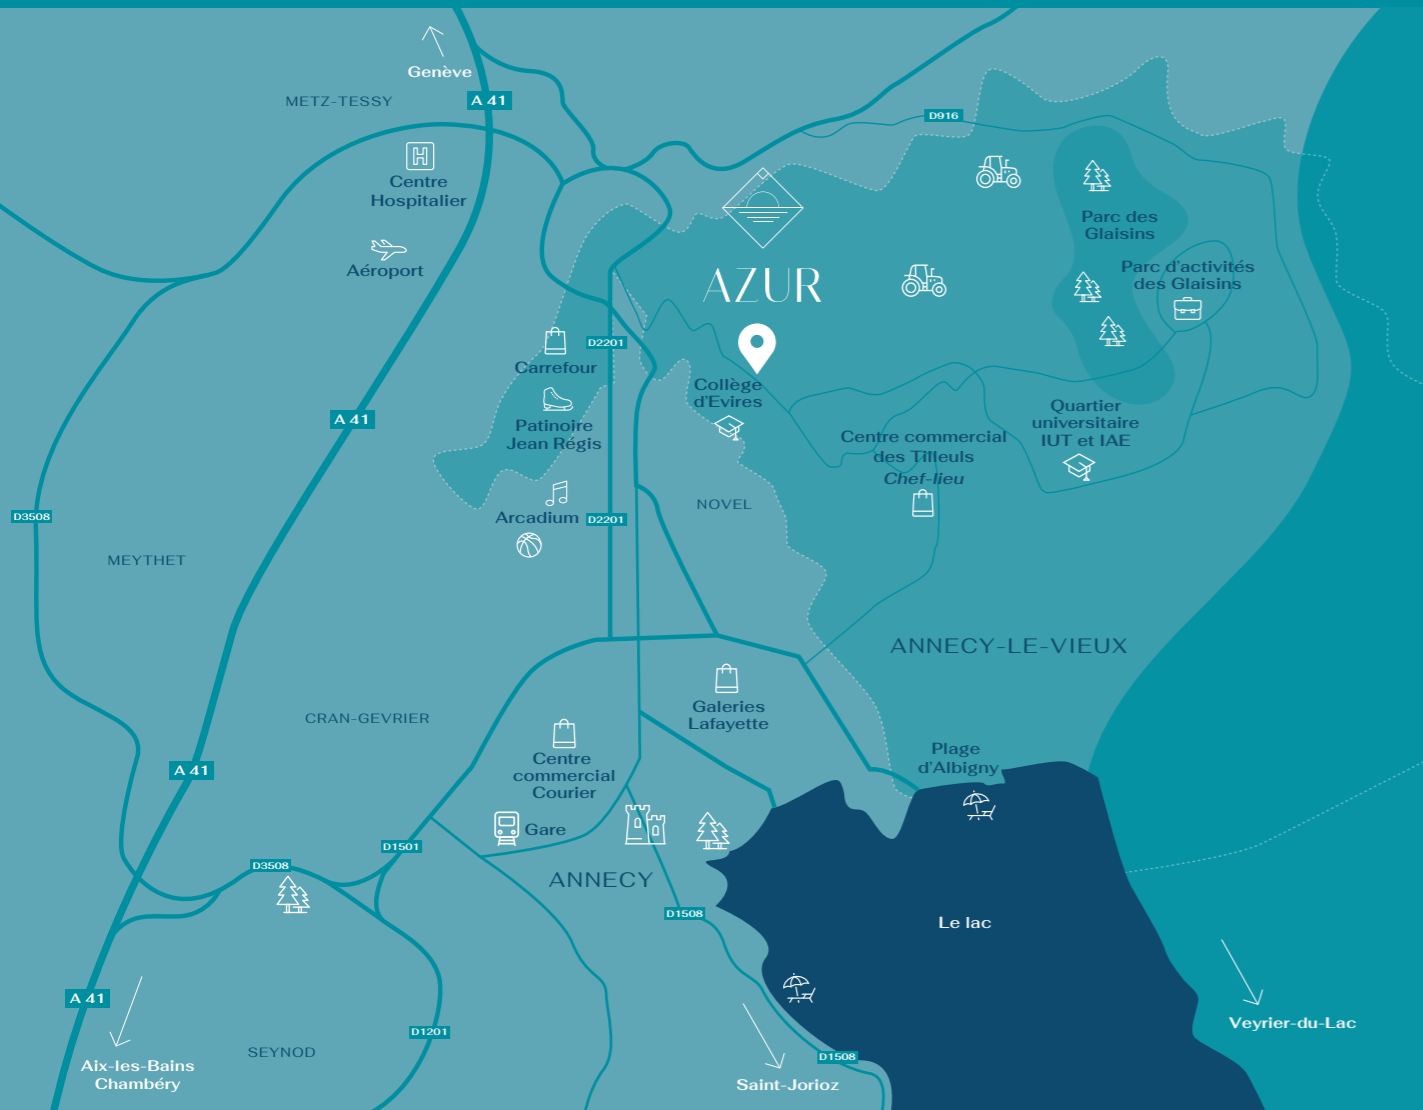 Genève
METZ-TESSY
A 41
D916
H
Centre
Hospitalier
Aéroport
Parc des
Glaisins
Parc d'activités
des Glaisins
AZUR
D2201
Carrefour
Collège
d'Evires
Patinoire
Jean Régis
A 41
Quartier
universitaire
IUT et IAE
Centre commercial
des Tilleuls
Chef-lieu
NOVEL
D3508
Arcadium
D2201
MEYTHET
ANNECY-LE-VIEUX
Galeries
Lafayette
CRAN-GEVRIER
Plage
d'Albigny
A 41
Centre
commercial
Courier
Gare
D1501
D3508
ANNECY
D1508
Le lac
A 41
Veyrier-du-Lac
D1201
SEYNOD
D1508
Aix-les-Bains
Chambéry
Saint-Jorioz